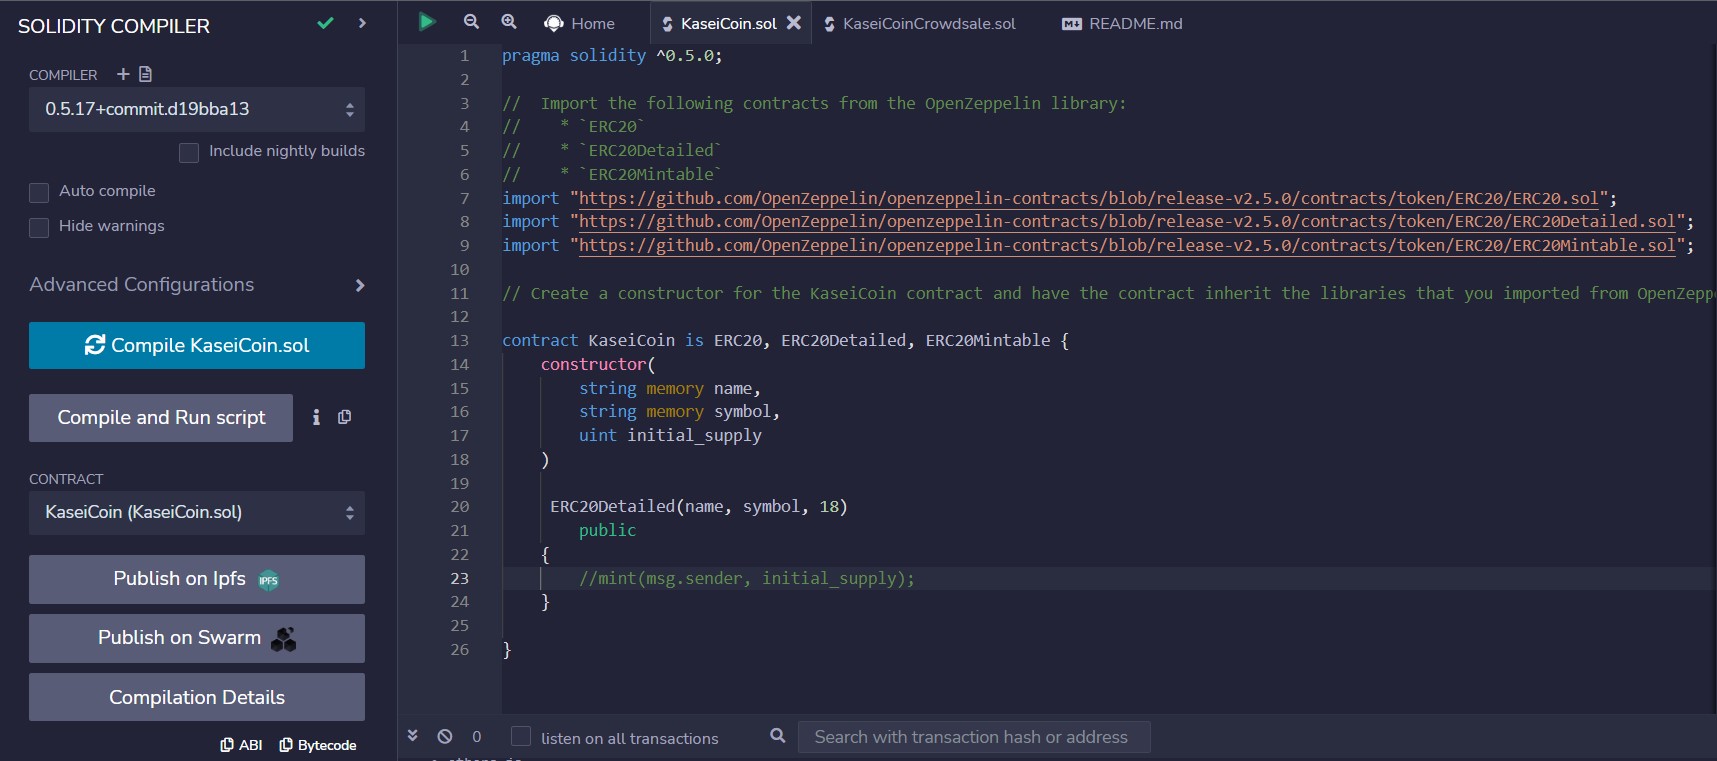 SOLIDITY COMPILER
COMPILER
0.5.17+commit.d19bba13
Include nightly builds
Auto compile
Hide warnings
Advanced Configurations
Compile KaseiCoin.sol
Compile and Run script
CONTRACT
KaseiCoin (KaseiCoin.sol)
Publish on Ipfs IPFS
Publish on Swarm
Compilation Details
ABI Bytecode
Home KaseiCoin.sol KaseiCoinCrowdsale.sol README.md
1 pragma solidity ^0.5.0;
2
3 //  Import the following contracts from the OpenZeppelin library:
4 //    * `ERC20`
5 //    * `ERC20Detailed`
6 //    * `ERC20Mintable`
7 import "https://github.com/OpenZeppelin/openzeppelin-contracts/blob/release-v2.5.0/contracts/token/ERC20/ERC20.sol";
8 import "https://github.com/OpenZeppelin/openzeppelin-contracts/blob/release-v2.5.0/contracts/token/ERC20/ERC20Detailed.sol";
9 import "https://github.com/OpenZeppelin/openzeppelin-contracts/blob/release-v2.5.0/contracts/token/ERC20/ERC20Mintable.sol";
10
11 // Create a constructor for the KaseiCoin contract and have the contract inherit the libraries that you imported from OpenZepp
12
13 contract KaseiCoin is ERC20, ERC20Detailed, ERC20Mintable {
14     constructor(
15         string memory name,
16         string memory symbol,
17         uint initial_supply
18     )
19
20      ERC20Detailed(name, symbol, 18)
21         public
22     {
23         //mint(msg.sender, initial_supply);
24     }
25
26 }
0 listen on all transactions Search with transaction hash or address